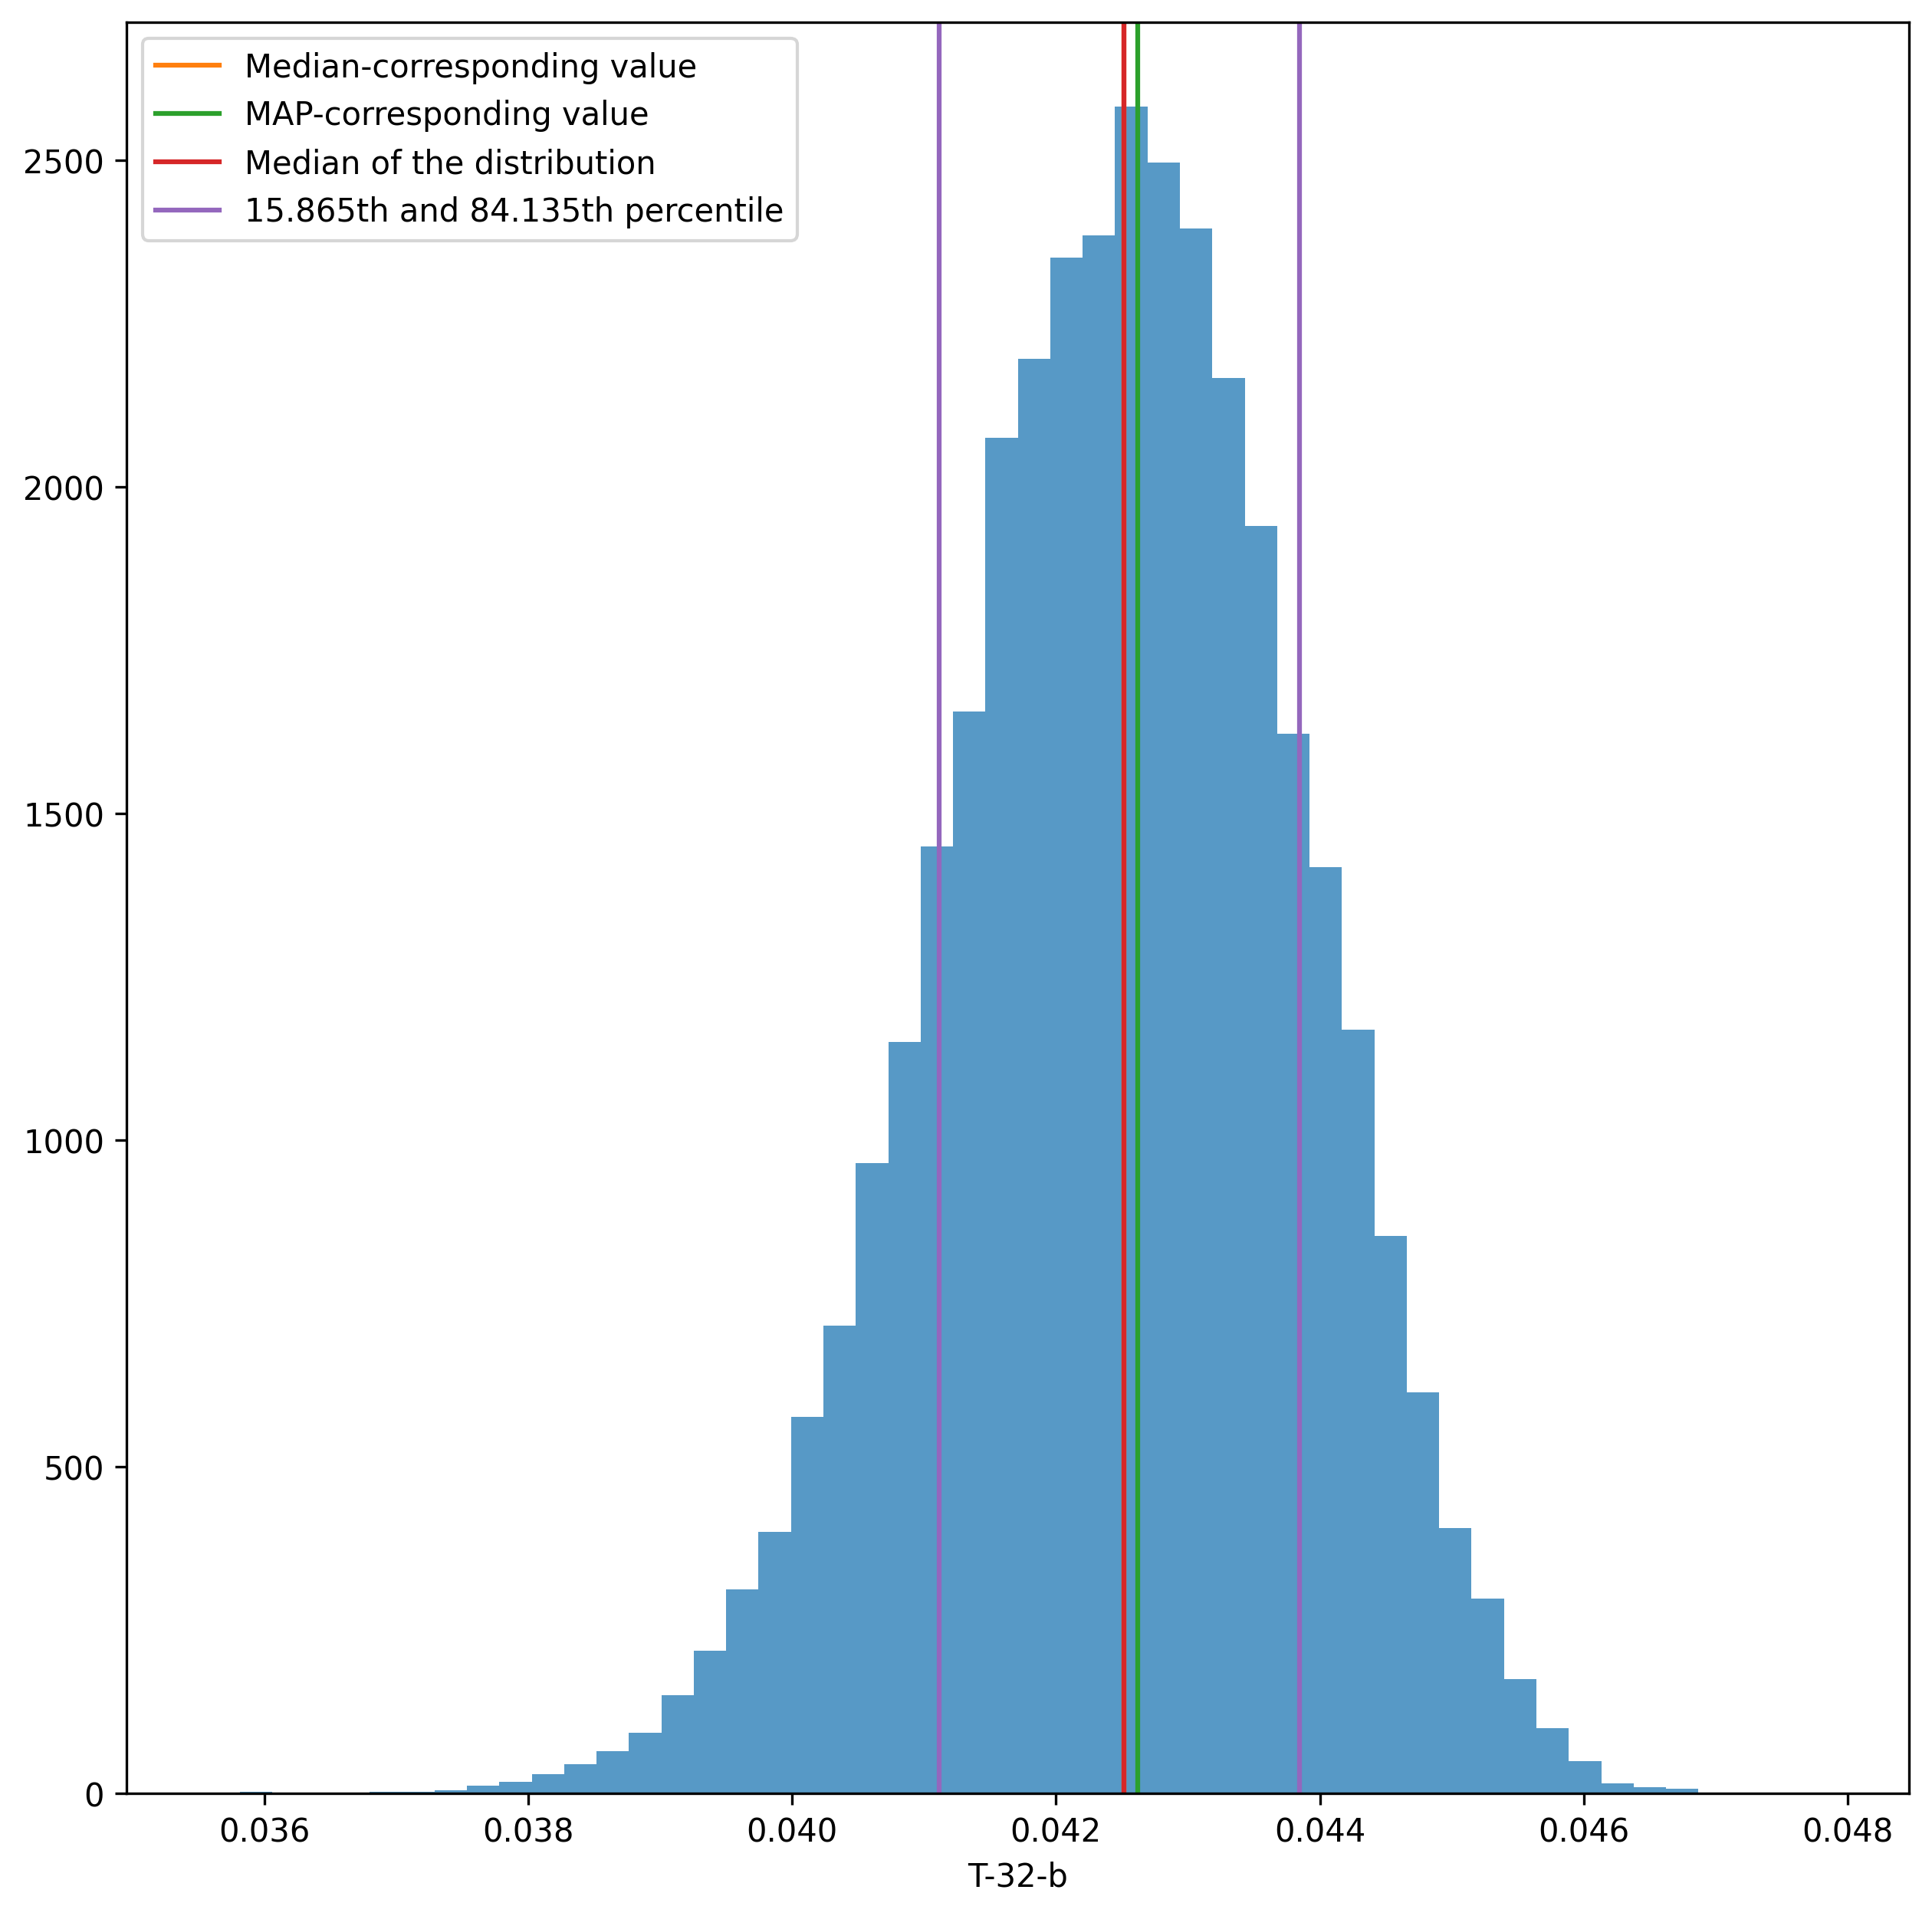 Median-corresponding value
MAP-corresponding value
Median of the distribution
15.865th and 84.135th percentile
2500
2000
1500
1000
500
0
0.036 0.038 0.040 0.042 0.044 0.046 0.048
T-32-b